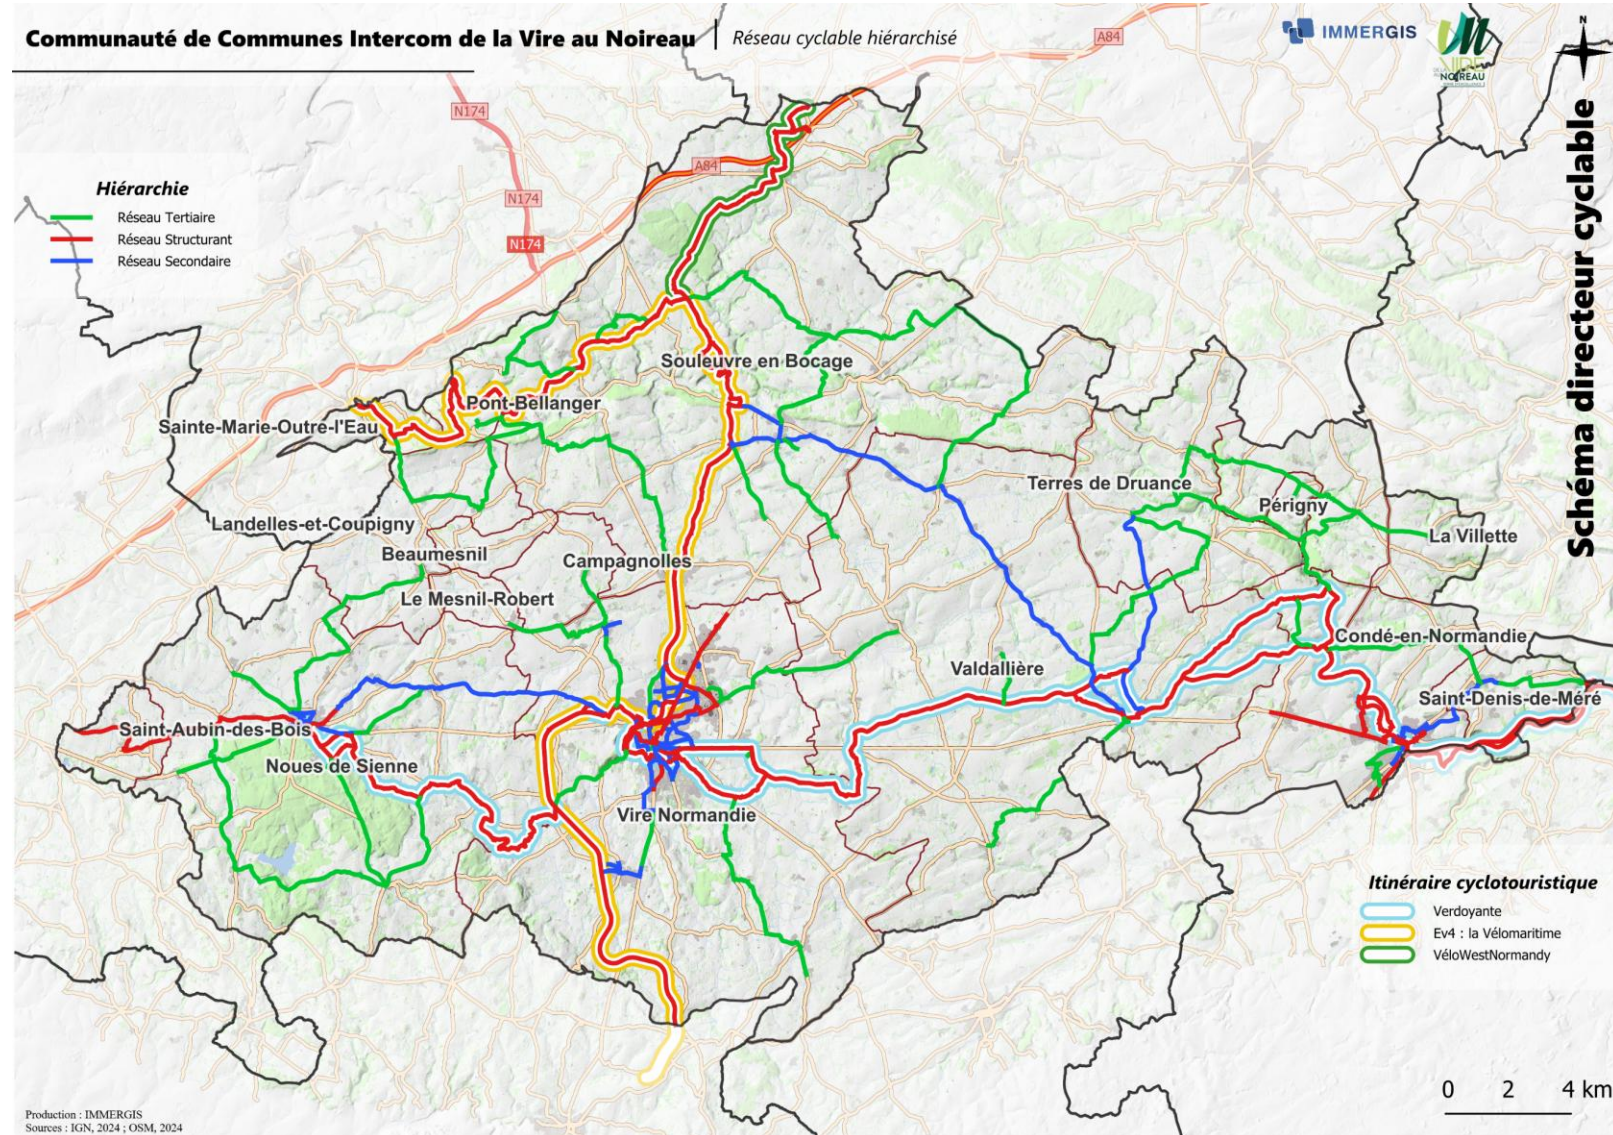 Communauté de Communes Intercom de la Vire au Noireau | Réseau cyclable hiérarchisé
IMMERGIS
VIRE
NOIREAU
N
A84
N174
A84
N174
N174
Schéma directeur cyclable
Hiérarchie
Réseau Tertiaire
Réseau Structurant
Réseau Secondaire
Souleuvre en Bocage
Pont-Bellanger
Sainte-Marie-Outre-l'Eau
Terres de Druance
Périgny
Landelles-et-Coupigny
La Villette
Beaumesnil
Campagnolles
Le Mesnil-Robert
Condé-en-Normandie
Valdallière
Saint-Denis-de-Méré
Saint-Aubin-des-Bois
Noues de Sienne
Vire Normandie
Itinéraire cyclotouristique
Verdoyante
Ev4 : la Vélomaritime
VéloWestNormandy
0 2 4 km
Production : IMMERGIS
Sources : IGN, 2024 ; OSM, 2024